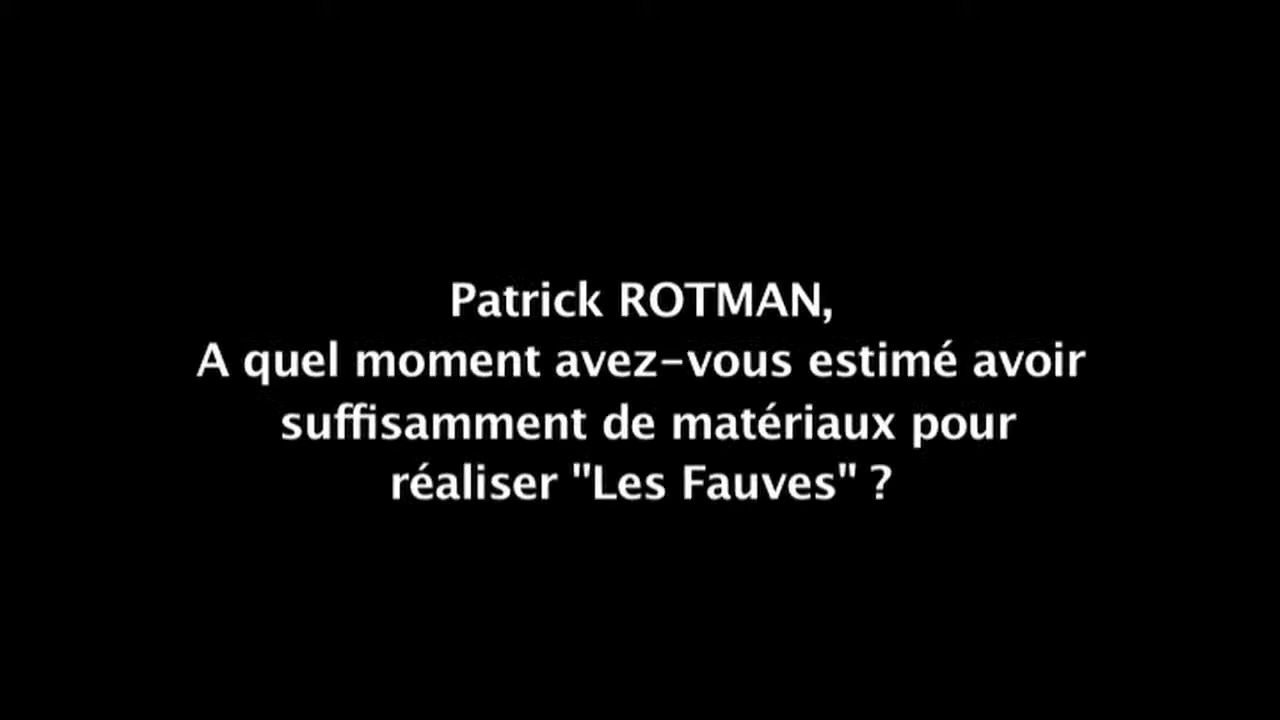 Patrick ROTMAN,
A quel moment avez-vous estimé avoir
suffisamment de matériaux pour
réaliser "Les Fauves" ?